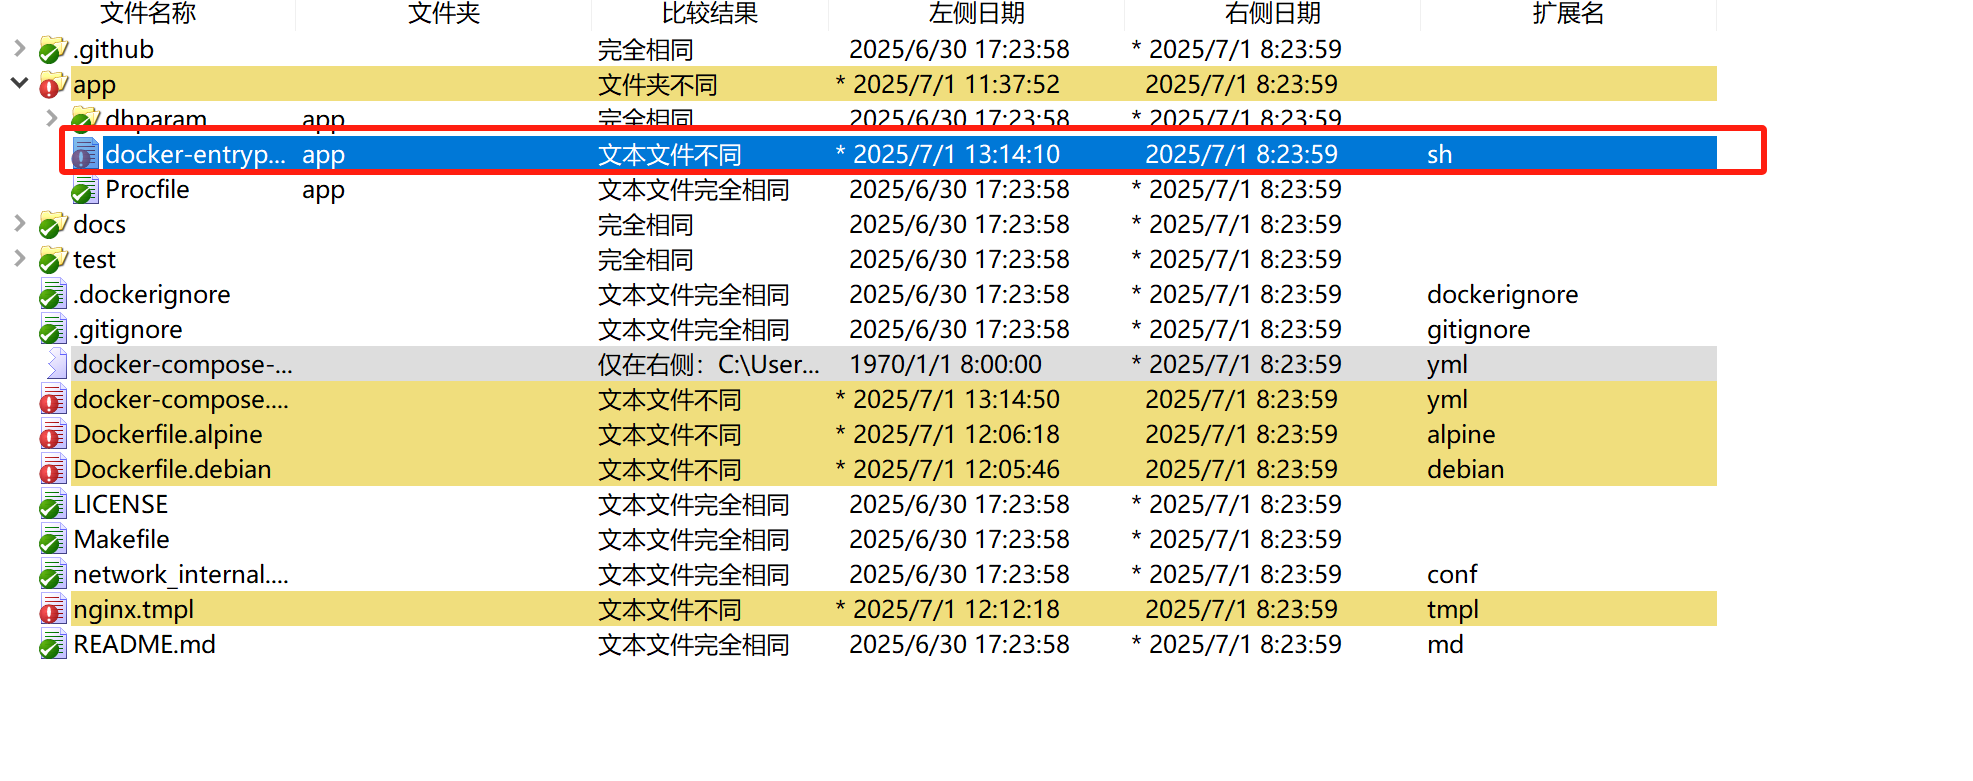 文件名称 文件夹 比较结果 左侧日期 右侧日期 扩展名
.github 完全相同 2025/6/30 17:23:58 * 2025/7/1 8:23:59
app 文件夹不同 * 2025/7/1 11:37:52 2025/7/1 8:23:59
dhparam app 完全相同 2025/6/30 17:23:58 * 2025/7/1 8:23:59
docker-entryp... app 文本文件不同 * 2025/7/1 13:14:10 2025/7/1 8:23:59 sh
Procfile app 文本文件完全相同 2025/6/30 17:23:58 * 2025/7/1 8:23:59
docs 完全相同 2025/6/30 17:23:58 * 2025/7/1 8:23:59
test 完全相同 2025/6/30 17:23:58 * 2025/7/1 8:23:59
.dockerignore 文本文件完全相同 2025/6/30 17:23:58 * 2025/7/1 8:23:59 dockerignore
.gitignore 文本文件完全相同 2025/6/30 17:23:58 * 2025/7/1 8:23:59 gitignore
docker-compose-... 仅在右侧：C:\User... 1970/1/1 8:00:00 * 2025/7/1 8:23:59 yml
docker-compose.... 文本文件不同 * 2025/7/1 13:14:50 2025/7/1 8:23:59 yml
Dockerfile.alpine 文本文件不同 * 2025/7/1 12:06:18 2025/7/1 8:23:59 alpine
Dockerfile.debian 文本文件不同 * 2025/7/1 12:05:46 2025/7/1 8:23:59 debian
LICENSE 文本文件完全相同 2025/6/30 17:23:58 * 2025/7/1 8:23:59
Makefile 文本文件完全相同 2025/6/30 17:23:58 * 2025/7/1 8:23:59
network_internal.... 文本文件完全相同 2025/6/30 17:23:58 * 2025/7/1 8:23:59 conf
nginx.tmpl 文本文件不同 * 2025/7/1 12:12:18 2025/7/1 8:23:59 tmpl
README.md 文本文件完全相同 2025/6/30 17:23:58 * 2025/7/1 8:23:59 md